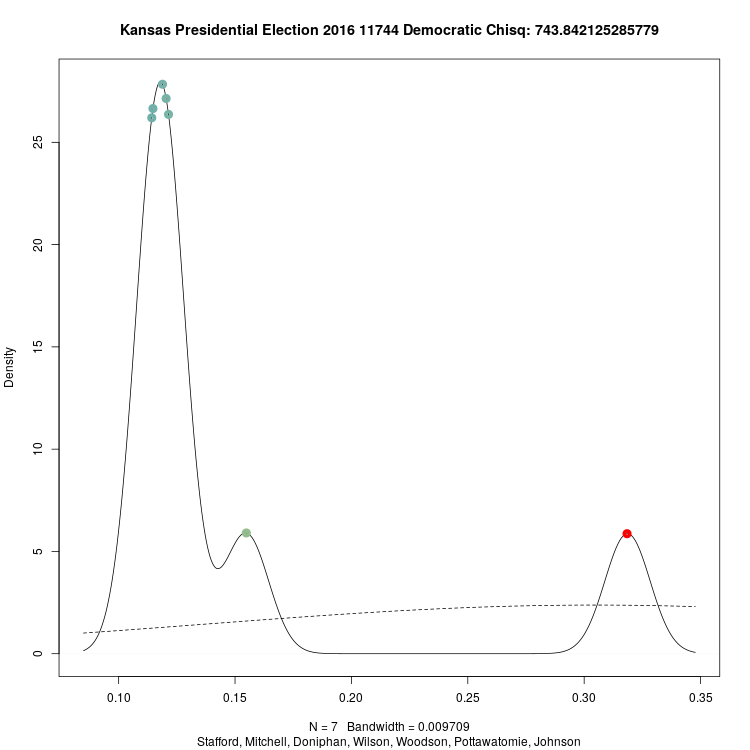 Kansas Presidential Election 2016 11744 Democratic Chisq: 743.842125285779
Density
25
20
15
10
5
0
0.10 0.15 0.20 0.25 0.30 0.35
N = 7 Bandwidth = 0.009709
Stafford, Mitchell, Doniphan, Wilson, Woodson, Pottawatomie, Johnson